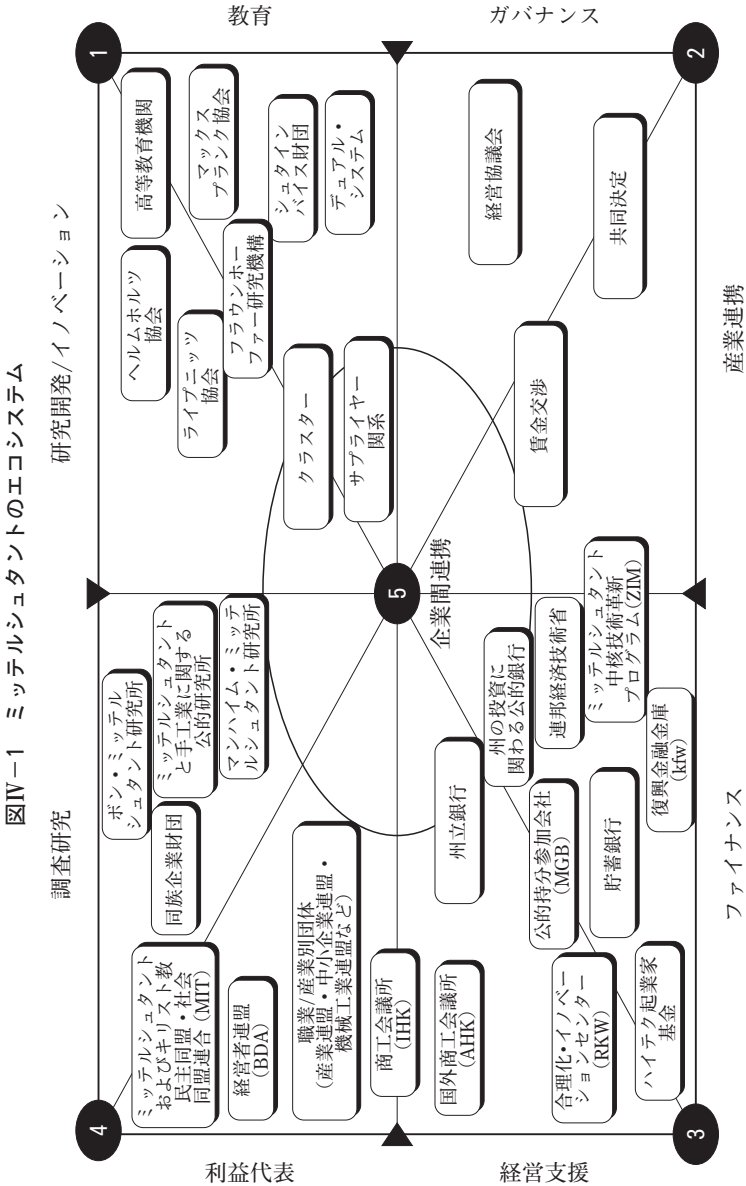 図Ⅳ－1 ミッテルシュタントのエコシステム
調査研究
研究開発/イノベーション
4
1
利益代表
教育
ミッテルシュタント
およびキリスト教
民主同盟・社会
同盟連合 (MIT)
経営者連盟
(BDA)
職業/産業別団体
(産業連盟・中小企業連盟・
機械工業連盟など)
商工会議所
(IHK)
ボン・ミッテル
シュタント研究所
同族企業財団
ミッテルシュタント
と手工業に関する
公的研究所
マンハイム・ミッテ
ルシュタント研究所
ヘルムホルツ
協会
高等教育機関
ライプニッツ
協会
マックス
プランク協会
フラウンホー
ファー研究機構
シュタイン
バイス財団
デュアル・
システム
クラスター
サプライヤー
関係
5
企業間連携
国外商工会議所
(AHK)
合理化・イノベー
ションセンター
(RKW)
ハイテク起業家
基金
州立銀行
公的持分参加会社
(MGB)
貯蓄銀行
復興金融金庫
(kfw)
州の投資に
関わる公的銀行
連邦経済技術省
ミッテルシュタント
中核技術革新
プログラム(ZIM)
賃金交渉
経営協議会
共同決定
経営支援
ガバナンス
3
2
ファイナンス
産業連携